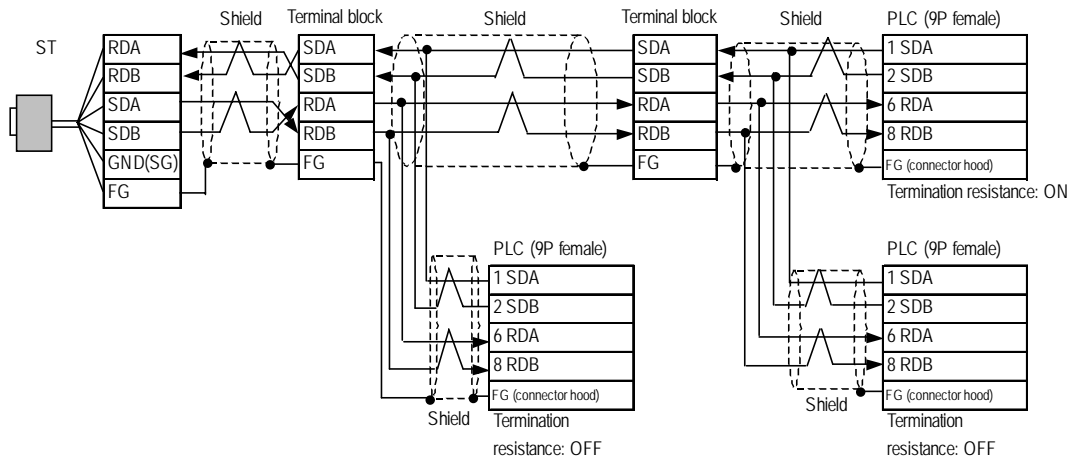 ST
RDA
RDB
SDA
SDB
GND(SG)
FG
Shield
Terminal block
SDA
SDB
RDA
RDB
FG
Shield
Terminal block
SDA
SDB
RDA
RDB
FG
Shield
PLC (9P female)
1 SDA
2 SDB
6 RDA
8 RDB
FG (connector hood)
Termination resistance: ON
PLC (9P female)
1 SDA
2 SDB
6 RDA
8 RDB
FG (connector hood)
Shield
Termination
resistance: OFF
PLC (9P female)
1 SDA
2 SDB
6 RDA
8 RDB
FG (connector hood)
Shield
Termination
resistance: OFF